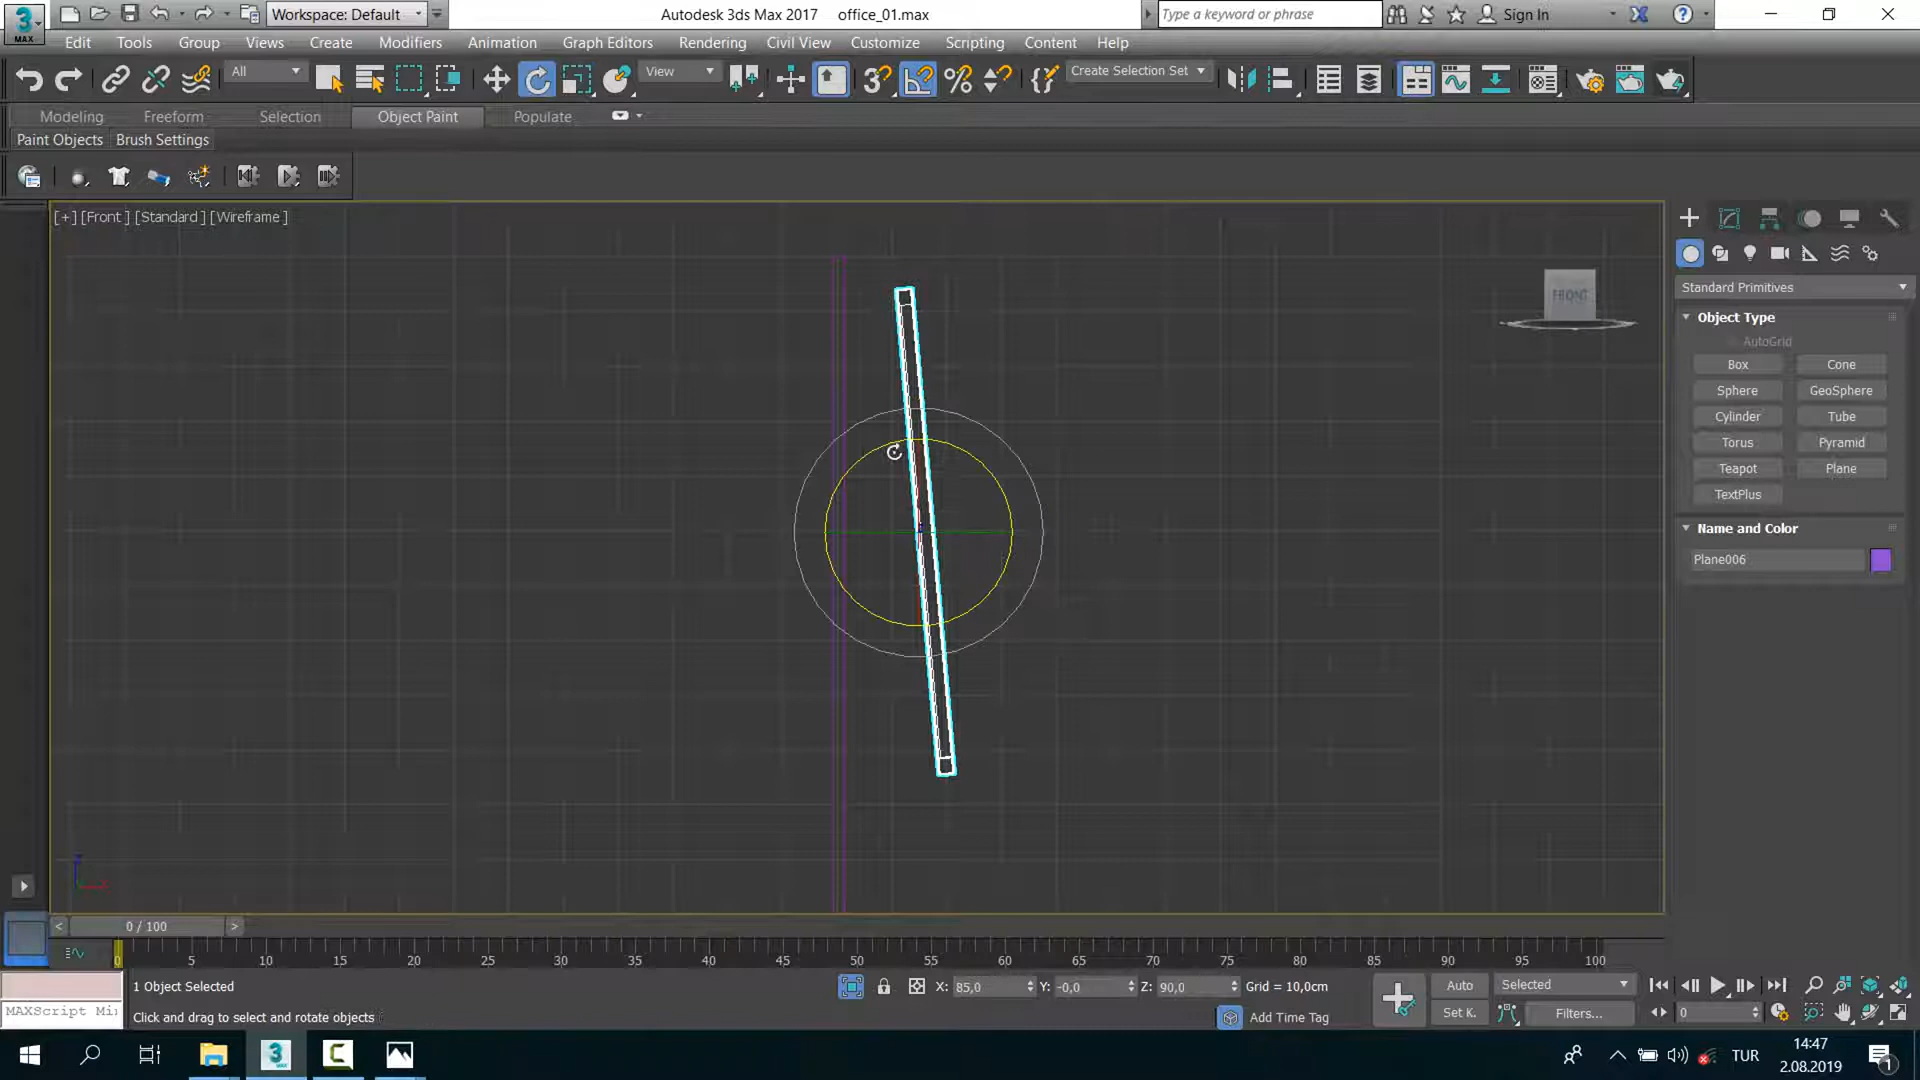 Workspace: Default
Autodesk 3ds Max 2017    office_01.max
Type a keyword or phrase
Sign In
3
MAX
Edit Tools Group Views Create Modifiers Animation Graph Editors Rendering Civil View Customize Scripting Content Help
All
View
Create Selection Set
Modeling Freeform Selection Object Paint Populate
Paint Objects Brush Settings
[+] [Front ] [Standard ] [Wireframe ]
FRONT
Standard Primitives
Object Type
AutoGrid
Box Cone
Sphere GeoSphere
Cylinder Tube
Torus Pyramid
Teapot Plane
TextPlus
Name and Color
Plane006
< 0 / 100 >
0 5 10 15 20 25 30 35 40 45 50 55 60 65 70 75 80 85 90 95 100
1 Object Selected
X: 85,0 Y: -0,0 Z: 90,0 Grid = 10,0cm
Auto Selected
MAXScript Mi
Click and drag to select and rotate objects
Add Time Tag
Set K. Filters... 0
TUR
14:47
2.08.2019
1